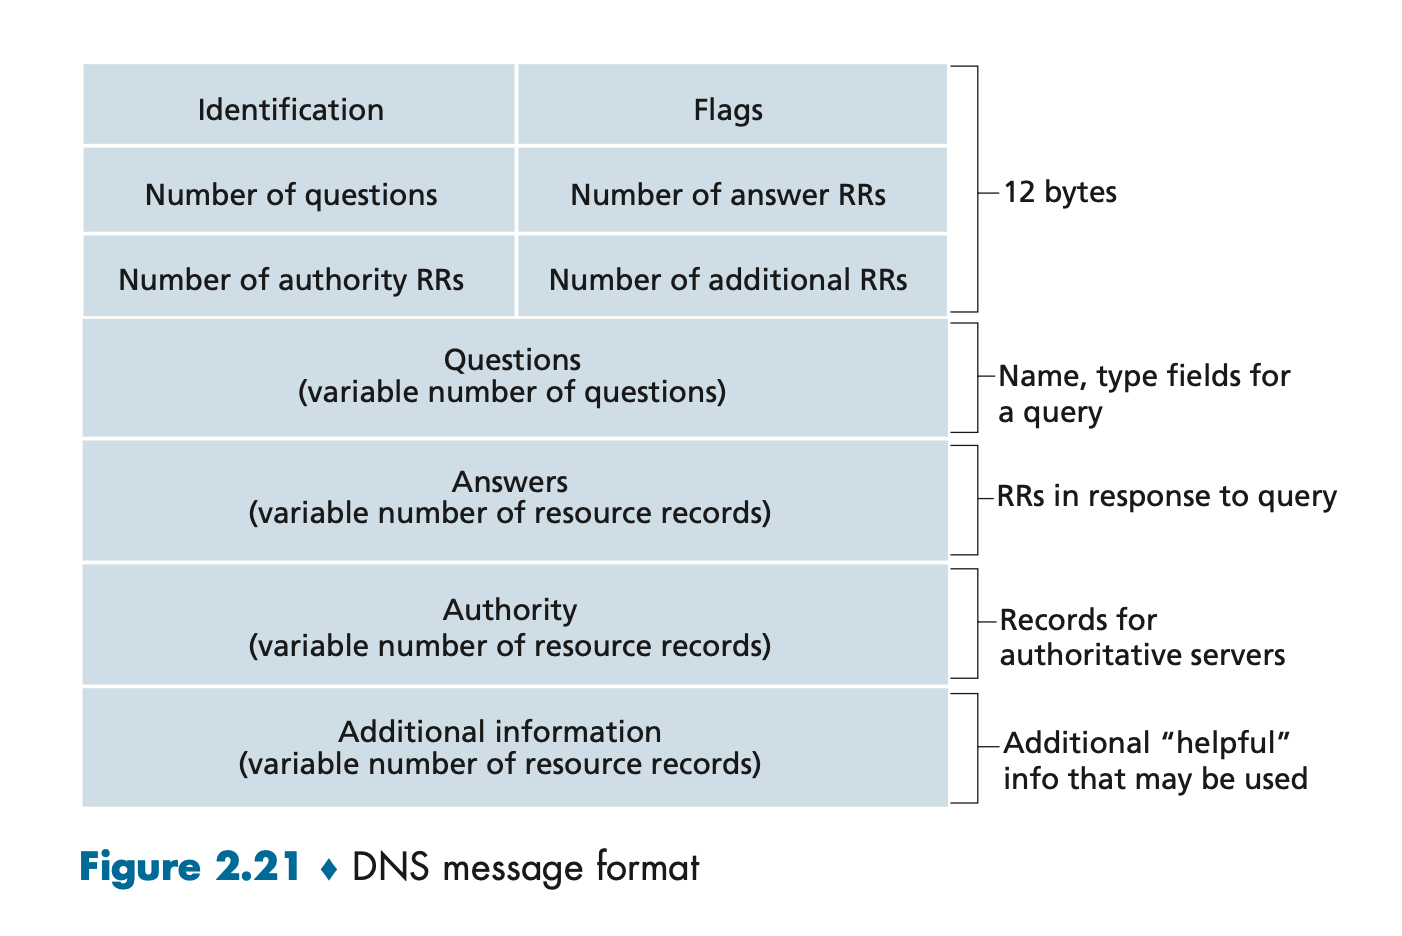 Identification
Flags
Number of questions
Number of answer RRs
12 bytes
Number of authority RRs
Number of additional RRs
Questions
(variable number of questions)
Name, type fields for
a query
Answers
(variable number of resource records)
RRs in response to query
Authority
(variable number of resource records)
Records for
authoritative servers
Additional information
(variable number of resource records)
Additional “helpful”
info that may be used
Figure 2.21 ♦ DNS message format